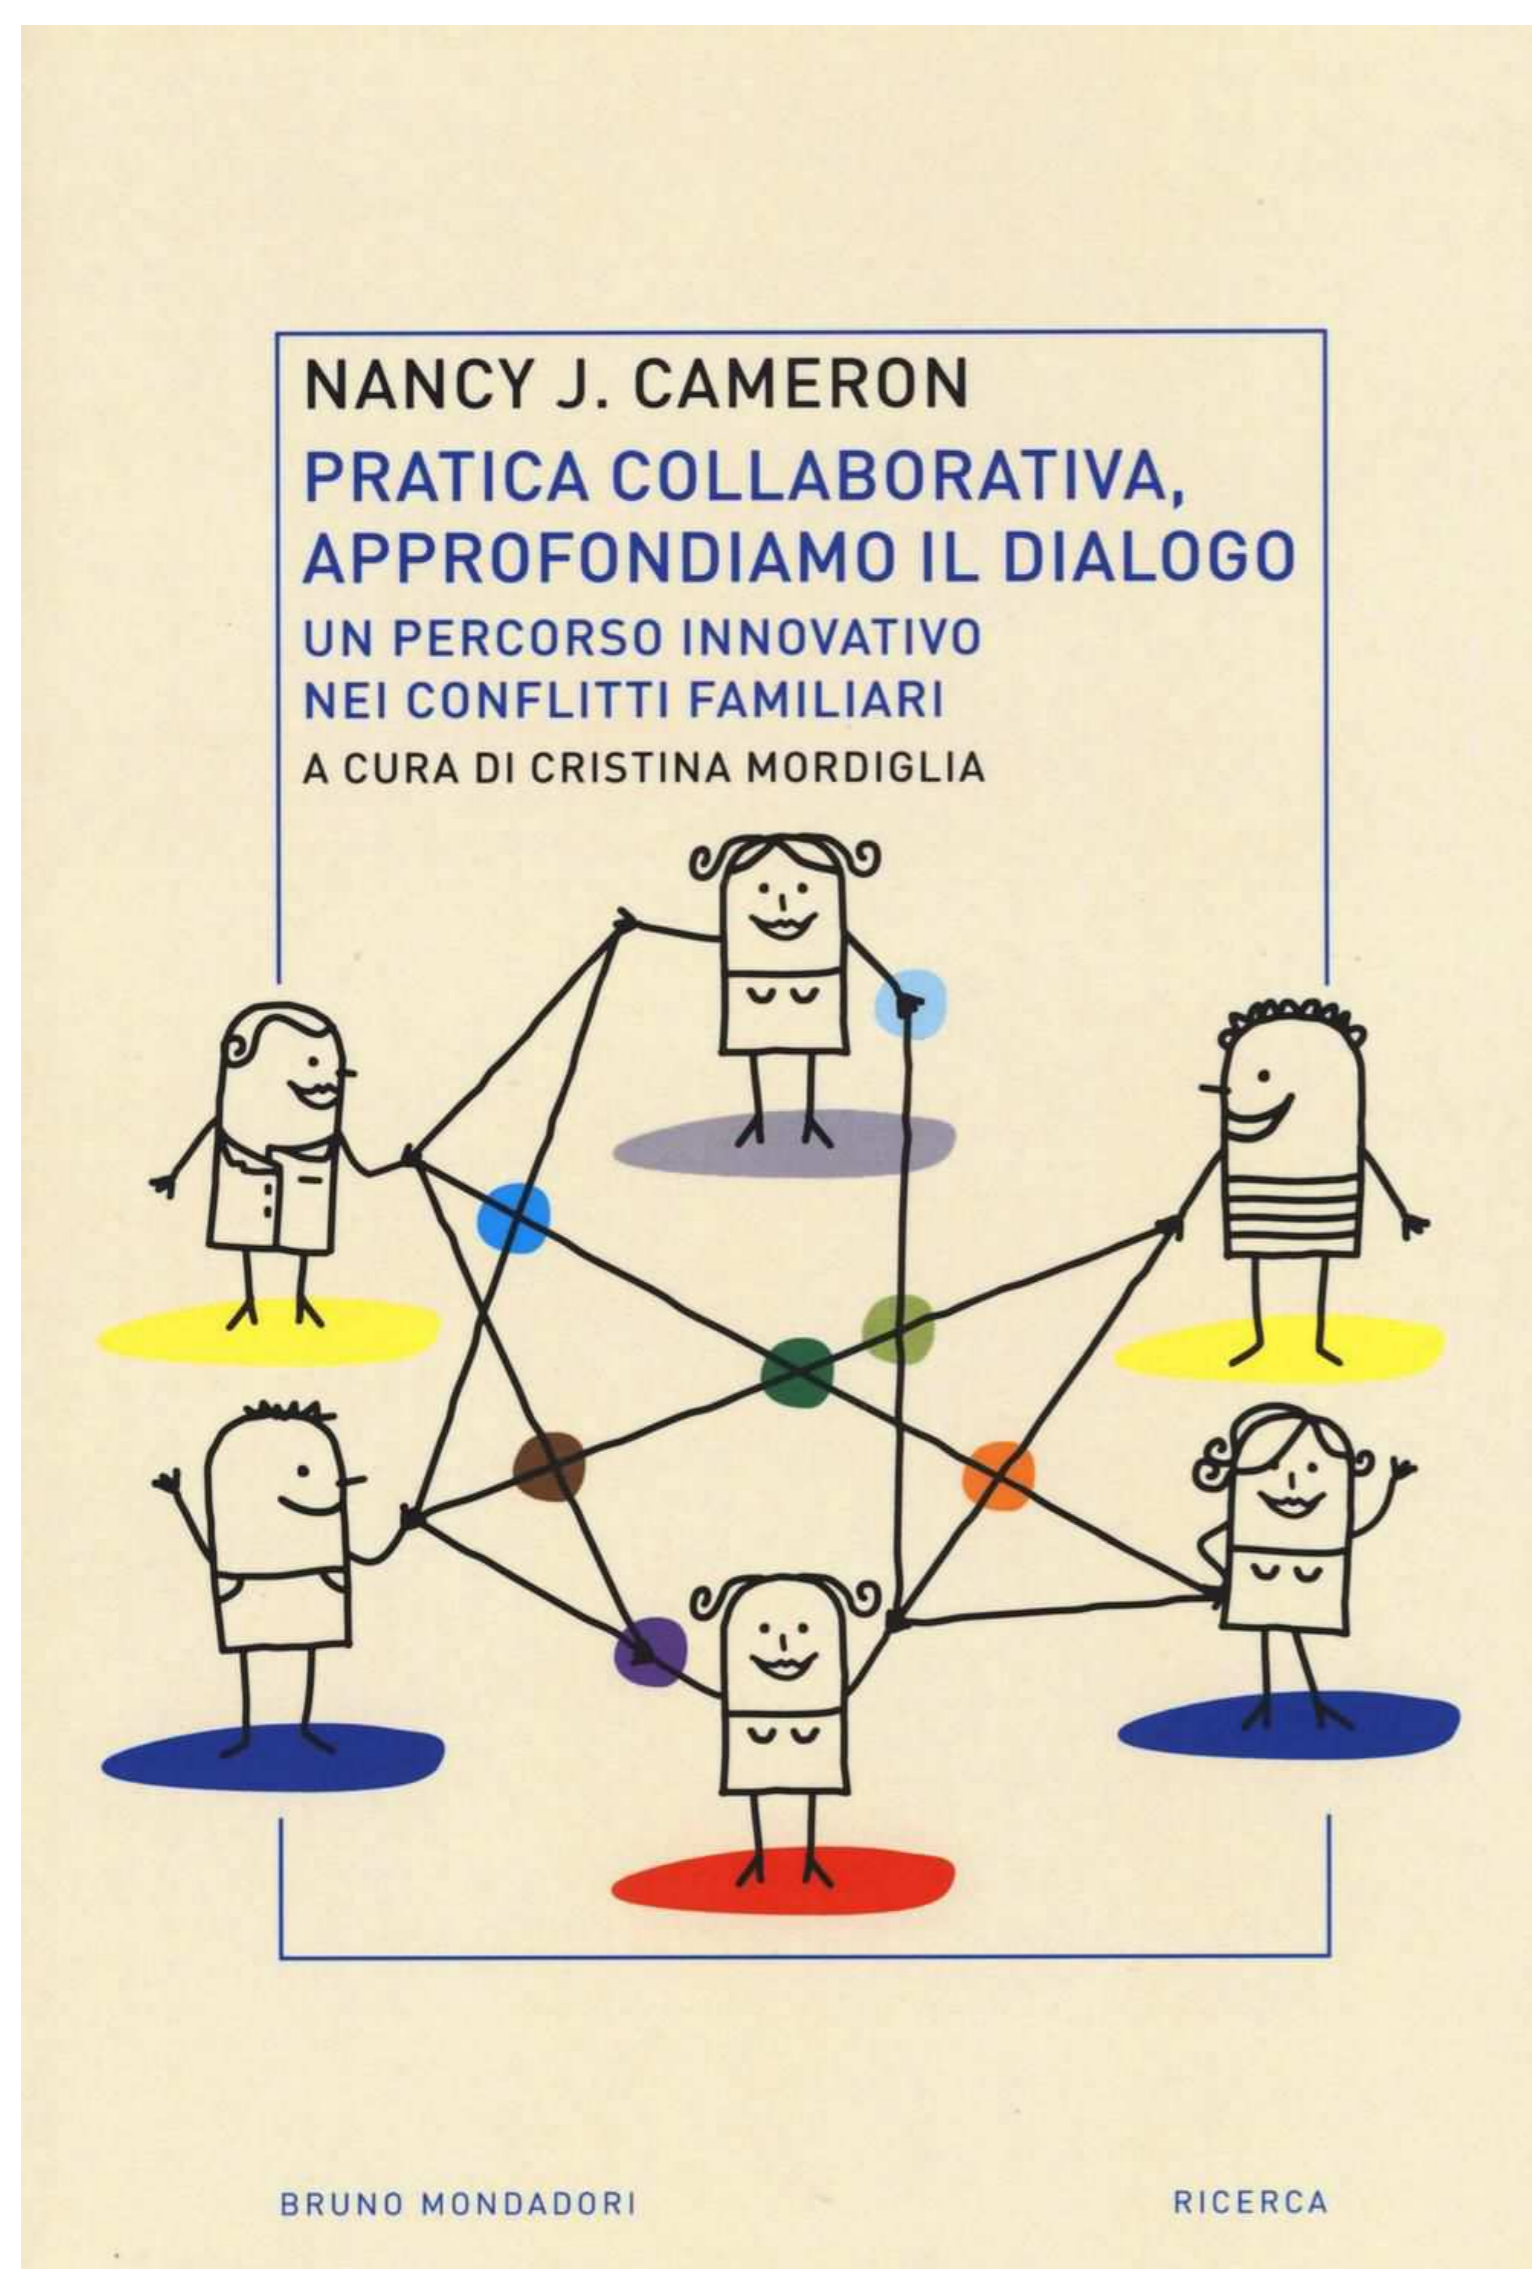 NANCY J. CAMERON
PRATICA COLLABORATIVA,
APPROFONDIAMO IL DIALOGO
UN PERCORSO INNOVATIVO
NEI CONFLITTI FAMILIARI
A CURA DI CRISTINA MORDIGLIA
BRUNO MONDADORI
RICERCA